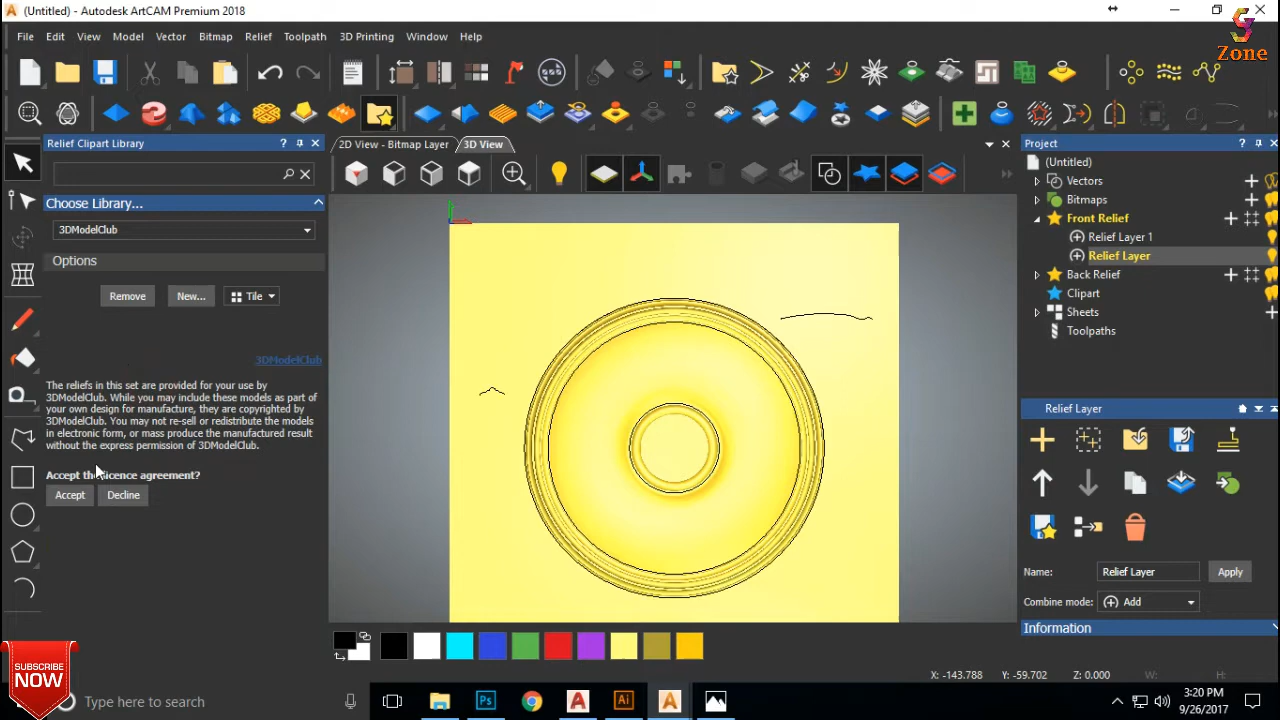 (Untitled) - Autodesk ArtCAM Premium 2018
Zone
File Edit View Model Vector Bitmap Relief Toolpath 3D Printing Window Help
Relief Clipart Library
2D View - Bitmap Layer 3D View
Project
(Untitled)
Vectors
Bitmaps
Front Relief
Relief Layer 1
Relief Layer
Back Relief
Clipart
Sheets
Toolpaths
Choose Library...
3DModelClub
Options
Remove New... Tile
3DModelClub
The reliefs in this set are provided for your use by
3DModelClub. While you may include these models as part of
your own design for manufacture, they are copyrighted by
3DModelClub. You may not re-sell or redistribute the models
in electronic form, or mass produce the manufactured result
without the express permission of 3DModelClub.
Accept the licence agreement?
Accept Decline
Relief Layer
Name: Relief Layer Apply
Combine mode: Add
Information
X: -143.788 Y: -59.702 Z: 0.000 W: H:
SUBSCRIBE
NOW
Type here to search
Ps
Ai
3:20 PM
9/26/2017